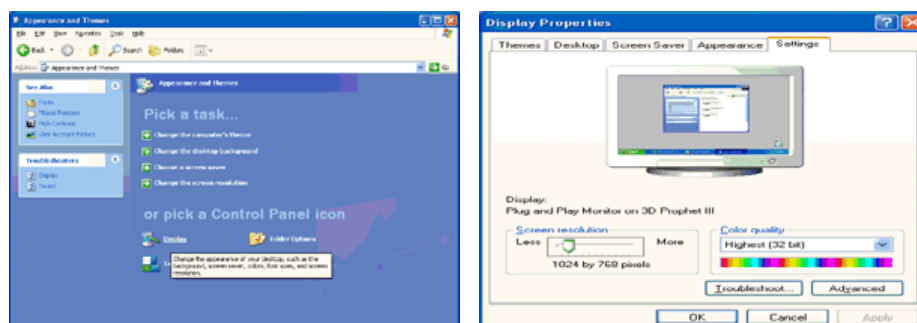 Appearance and Themes
File Edit View Favorites Tools Help
Back Search Folders
Address Appearance and Themes Go
See Also
Fonts
Mouse Pointers
High Contrast
User Account Picture
Troubleshooters
Display
Sound
Appearance and Themes
Pick a task...
Change the computer's theme
Change the desktop background
Choose a screen saver
Change the screen resolution
or pick a Control Panel icon
Display Folder Options
Change the appearance of your desktop, such as the
background, screen saver, colors, font sizes, and screen
resolution.
Display Properties
Themes Desktop Screen Saver Appearance Settings
Display:
Plug and Play Monitor on 3D Prophet III
Screen resolution
Less More
1024 by 768 pixels
Color quality
Highest (32 bit)
Troubleshoot... Advanced
OK Cancel Apply